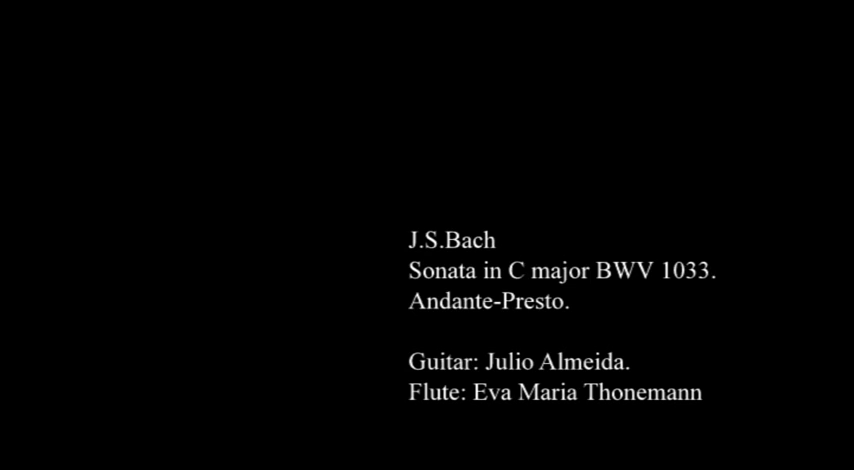 J.S.Bach
Sonata in C major BWV 1033.
Andante-Presto.
Guitar: Julio Almeida.
Flute: Eva Maria Thonemann